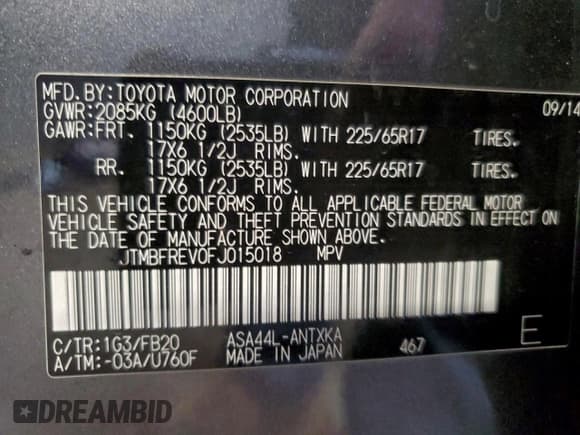 MFD.BY:TOYOTA MOTOR CORPORATION 09/14
GVWR:2085KG (4600LB)
GAWR:FRT. 1150KG (2535LB) WITH 225/65R17 TIRES.
17X6 1/2J RIMS.
RR. 1150KG (2535LB) WITH 225/65R17 TIRES.
17X6 1/2J RIMS.
THIS VEHICLE CONFORMS TO ALL APPLICABLE FEDERAL MOTOR
VEHICLE SAFETY AND THEFT PREVENTION STANDARDS IN EFFECT ON
THE DATE OF MANUFACTURE SHOWN ABOVE.
JTMBFREV0FJ015018 MPV
C/TR:1G3/FB20 ASA44L-ANTXKA 467 E
A/TM:-03A/U760F MADE IN JAPAN
DREAMBID